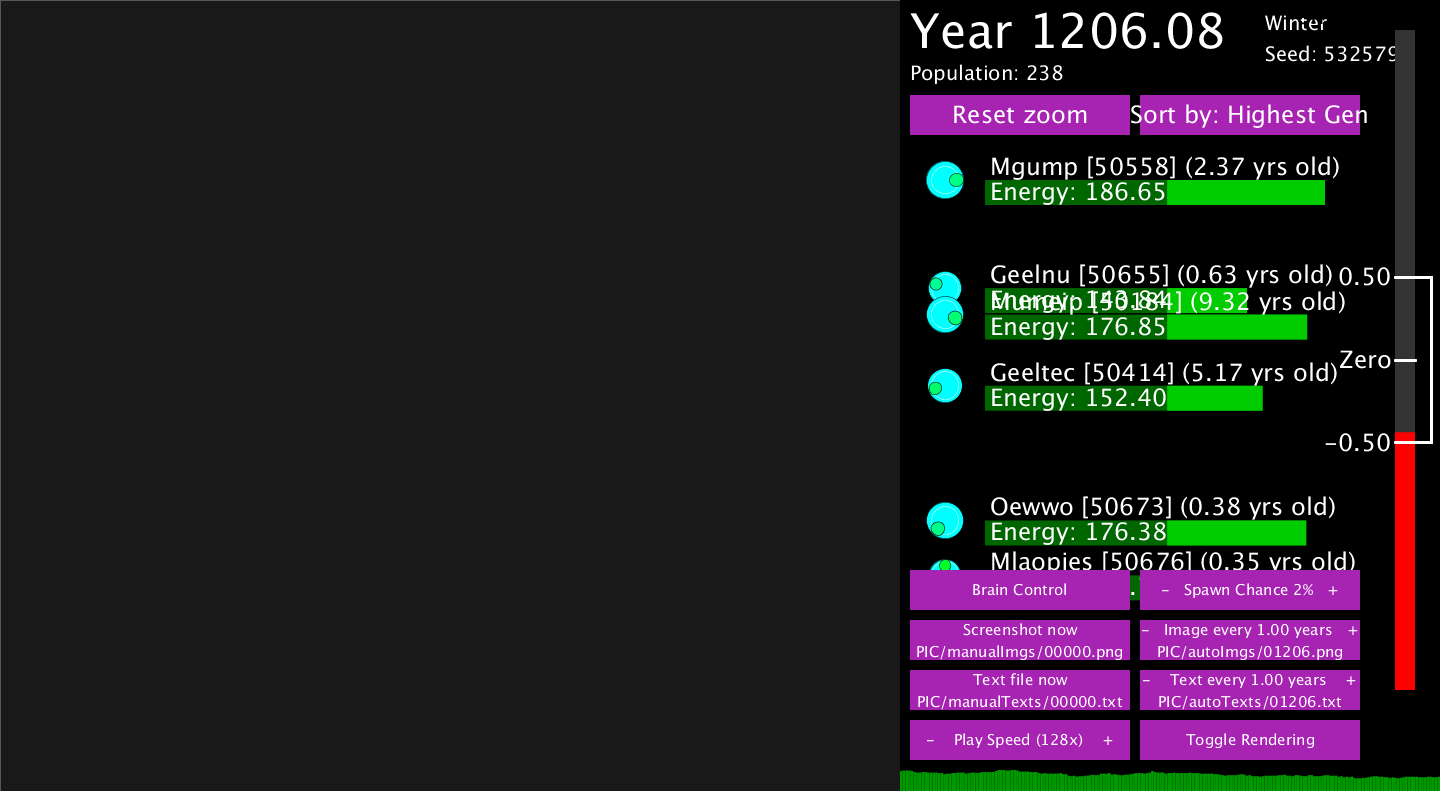 Year 1206.08
Winter
Seed: 532579
Population: 238
Reset zoom
Sort by: Highest Gen
Mgump [50558] (2.37 yrs old)
Energy: 186.65
Geelnu [50655] (0.63 yrs old)
Energy: 143.84
[50184] (9.32 yrs old)
Energy: 176.85
Geeltec [50414] (5.17 yrs old)
Energy: 152.40
Oewwo [50673] (0.38 yrs old)
Energy: 176.38
Mlaopies [50676] (0.35 yrs old)
0.50
Zero
-0.50
Brain Control
- Spawn Chance 2% +
Screenshot now
PIC/manualImgs/00000.png
- Image every 1.00 years +
PIC/autoImgs/01206.png
Text file now
PIC/manualTexts/00000.txt
- Text every 1.00 years +
PIC/autoTexts/01206.txt
- Play Speed (128x) +
Toggle Rendering